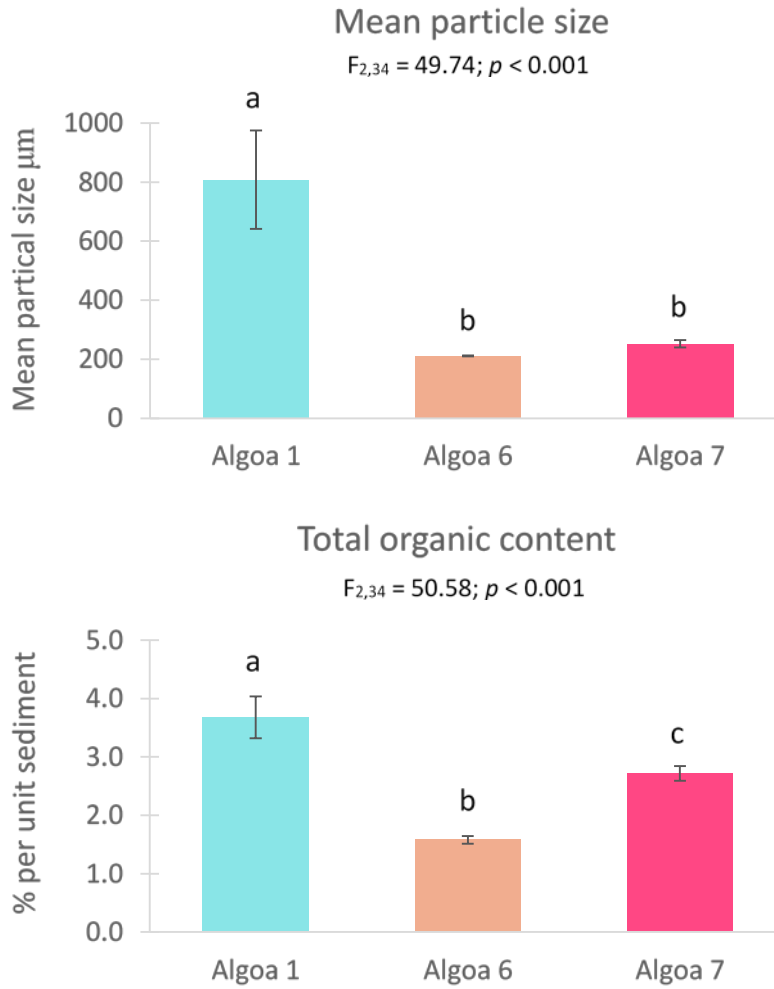 Mean particle size
F2,34 = 49.74; p < 0.001
a
1000
800
600
400
200
0
b
b
Mean partical size μm
Algoa 1
Algoa 6
Algoa 7
Total organic content
F2,34 = 50.58; p < 0.001
5.0
4.0
3.0
2.0
1.0
0.0
a
b
c
% per unit sediment
Algoa 1
Algoa 6
Algoa 7